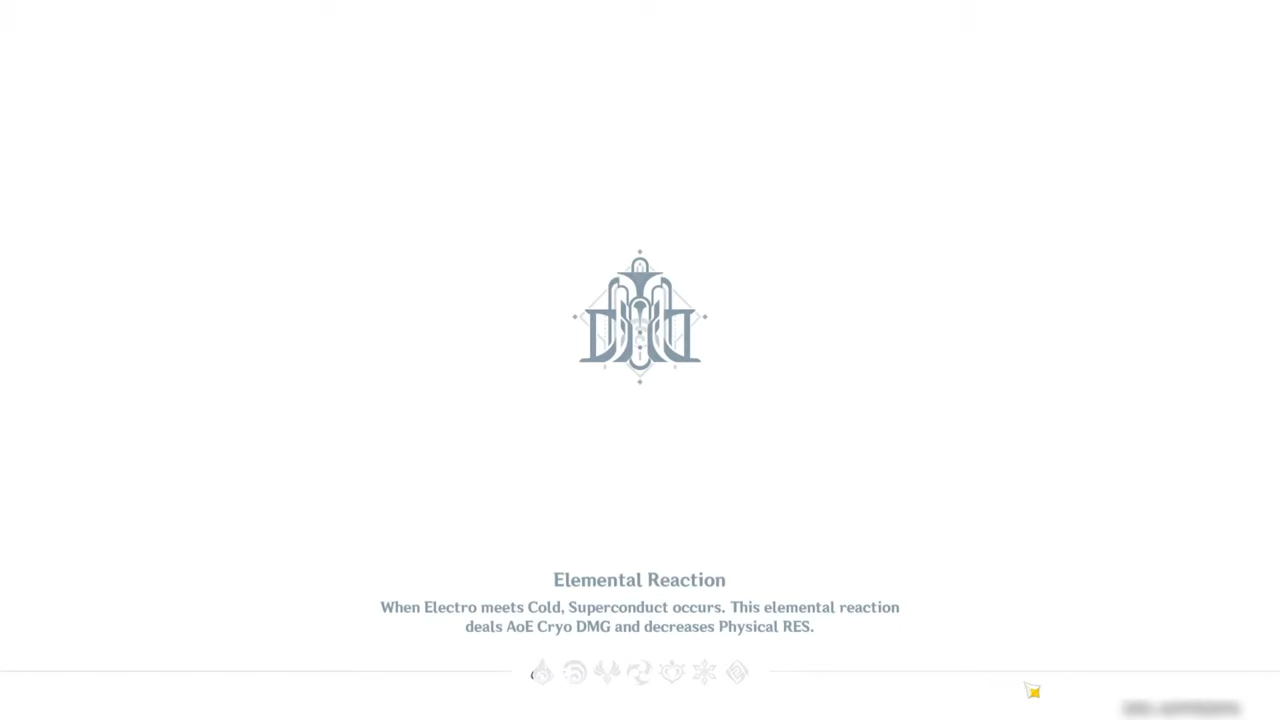 Elemental Reaction
When Electro meets Cold, Superconduct occurs. This elemental reaction
deals AoE Cryo DMG and decreases Physical RES.